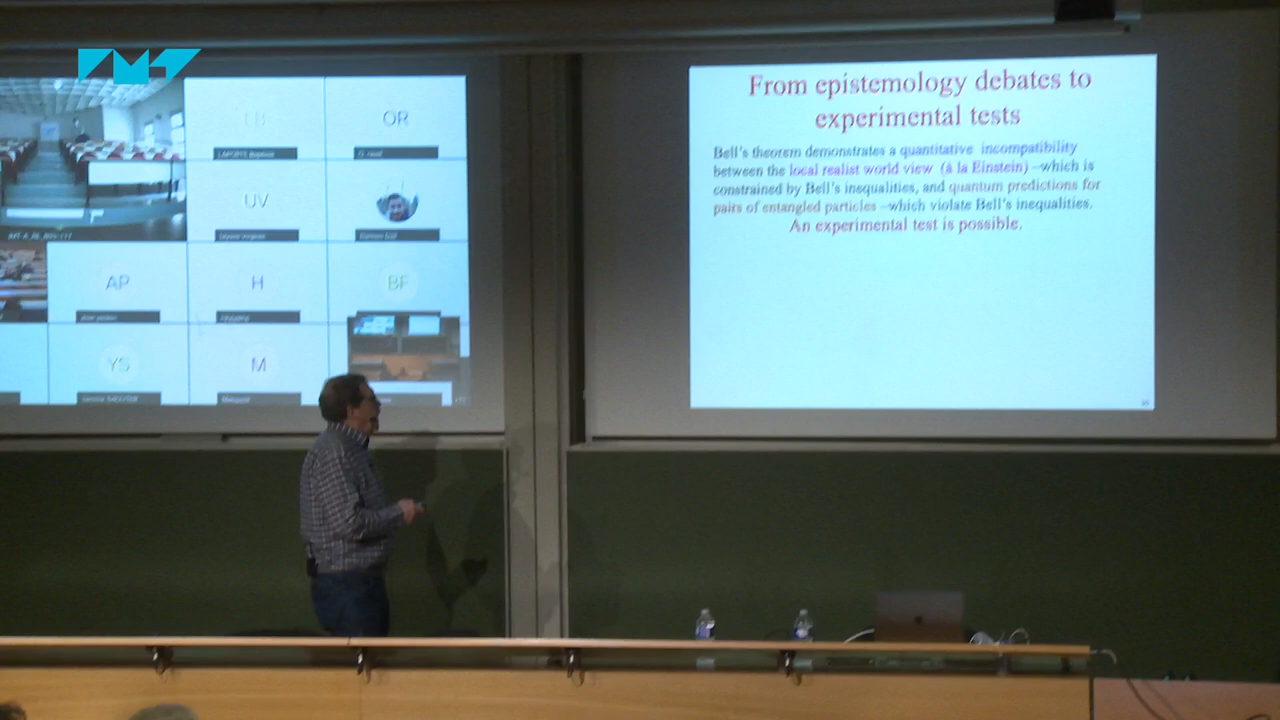 OR
UV
AP
H
BF
YS
M
From epistemology debates to
experimental tests
Bell's theorem demonstrates a quantitative incompatibility
between the local realist world view (à la Einstein) –which is
constrained by Bell's inequalities, and quantum predictions for
pairs of entangled particles –which violate Bell's inequalities.
An experimental test is possible.